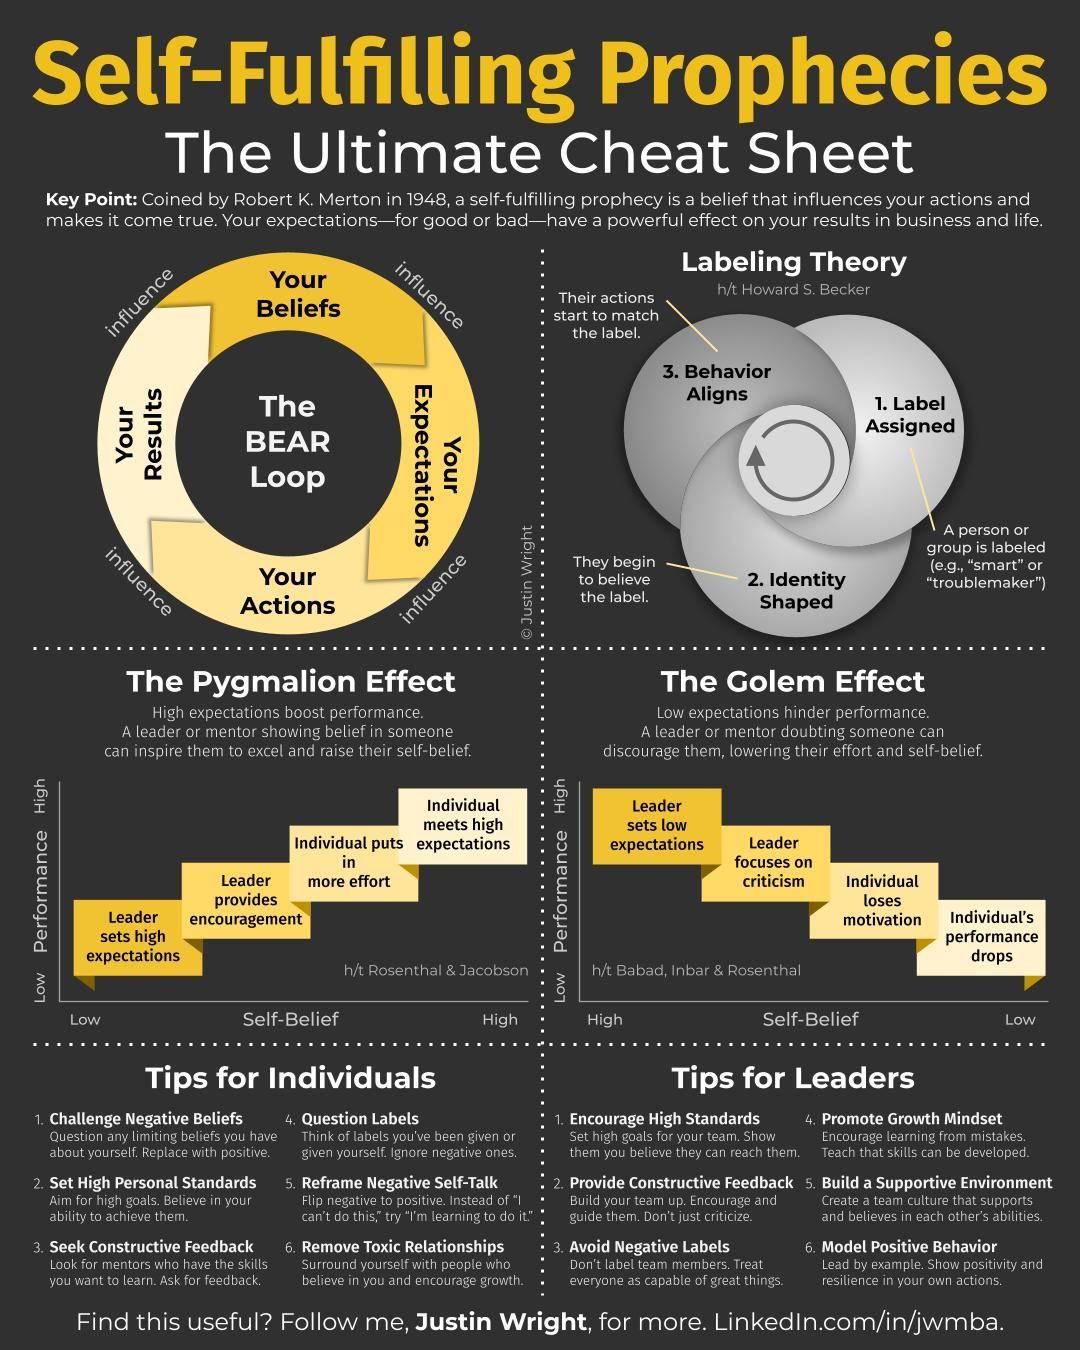 Self-Fulfilling Prophecies
The Ultimate Cheat Sheet
Key Point: Coined by Robert K. Merton in 1948, a self-fulfilling prophecy is a belief that influences your actions and
makes it come true. Your expectations—for good or bad—have a powerful effect on your results in business and life.
influence
Your
Beliefs
influence
Your
Expectations
influence
Your
Actions
influence
Your
Results
The
BEAR
Loop
© Justin Wright
Labeling Theory
h/t Howard S. Becker
Their actions
start to match
the label.
3. Behavior
Aligns
1. Label
Assigned
A person or
group is labeled
(e.g., “smart” or
“troublemaker”)
They begin
to believe
the label.
2. Identity
Shaped
The Pygmalion Effect
High expectations boost performance.
A leader or mentor showing belief in someone
can inspire them to excel and raise their self-belief.
High
Performance
Low
Leader
sets high
expectations
Leader
provides
encouragement
Individual puts
in
more effort
Individual
meets high
expectations
h/t Rosenthal & Jacobson
Low
Self-Belief
High
The Golem Effect
Low expectations hinder performance.
A leader or mentor doubting someone can
discourage them, lowering their effort and self-belief.
High
Performance
Low
Leader
sets low
expectations
Leader
focuses on
criticism
Individual
loses
motivation
Individual’s
performance
drops
h/t Babad, Inbar & Rosenthal
High
Self-Belief
Low
Tips for Individuals
1. Challenge Negative Beliefs
Question any limiting beliefs you have
about yourself. Replace with positive.
2. Set High Personal Standards
Aim for high goals. Believe in your
ability to achieve them.
3. Seek Constructive Feedback
Look for mentors who have the skills
you want to learn. Ask for feedback.
4. Question Labels
Think of labels you’ve been given or
given yourself. Ignore negative ones.
5. Reframe Negative Self-Talk
Flip negative to positive. Instead of “I
can’t do this,” try “I’m learning to do it.”
6. Remove Toxic Relationships
Surround yourself with people who
believe in you and encourage growth.
Tips for Leaders
1. Encourage High Standards
Set high goals for your team. Show
them you believe they can reach them.
2. Provide Constructive Feedback
Build your team up. Encourage and
guide them. Don’t just criticize.
3. Avoid Negative Labels
Don’t label team members. Treat
everyone as capable of great things.
4. Promote Growth Mindset
Encourage learning from mistakes.
Teach that skills can be developed.
5. Build a Supportive Environment
Create a team culture that supports
and believes in each other’s abilities.
6. Model Positive Behavior
Lead by example. Show positivity and
resilience in your own actions.
Find this useful? Follow me, Justin Wright, for more. LinkedIn.com/in/jwmba.